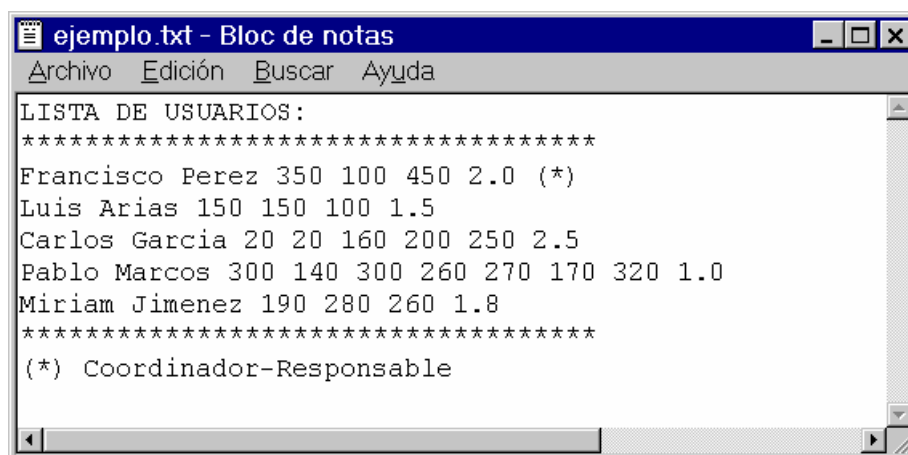 ejemplo.txt - Bloc de notas
Archivo Edición Buscar Ayuda
LISTA DE USUARIOS:
************************************
Francisco Perez 350 100 450 2.0 (*)
Luis Arias 150 150 100 1.5
Carlos Garcia 20 20 160 200 250 2.5
Pablo Marcos 300 140 300 260 270 170 320 1.0
Miriam Jimenez 190 280 260 1.8
************************************
(*) Coordinador-Responsable